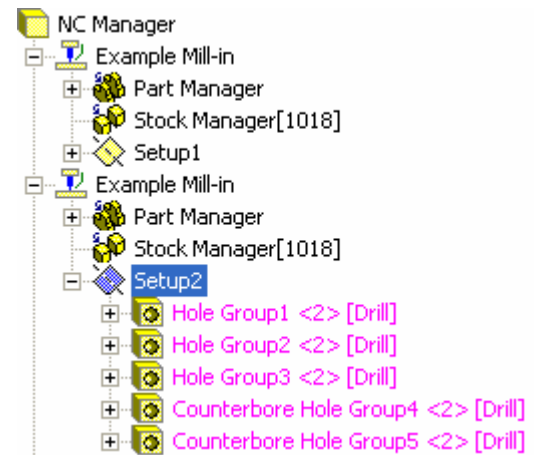 NC Manager
Example Mill-in
Part Manager
Stock Manager[1018]
Setup1
Example Mill-in
Part Manager
Stock Manager[1018]
Setup2
Hole Group1 <2> [Drill]
Hole Group2 <2> [Drill]
Hole Group3 <2> [Drill]
Counterbore Hole Group4 <2> [Drill]
Counterbore Hole Group5 <2> [Drill]